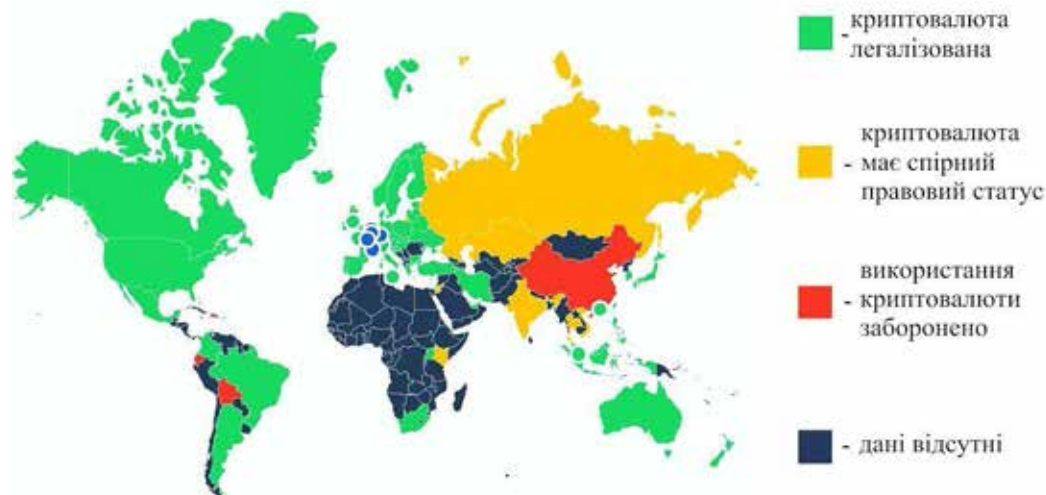 криптовалюта
- легалізована
криптовалюта
- має спірний
правовий статус
використання
- криптовалюти
заборонено
- дані відсутні